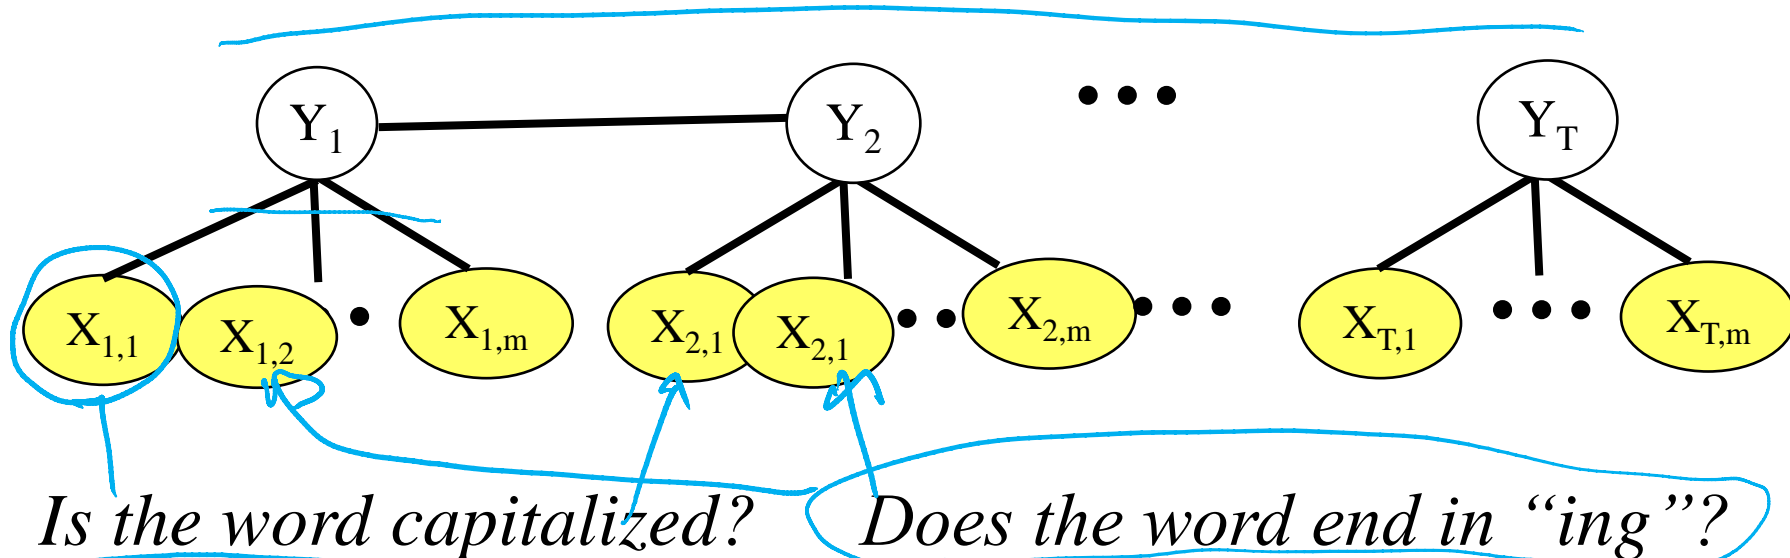 Y1 Y2 ••• YT
X1,1 X1,2 • X1,m X2,1 X2,1 •• X2,m ••• XT,1 ••• XT,m
Is the word capitalized? Does the word end in “ing”?